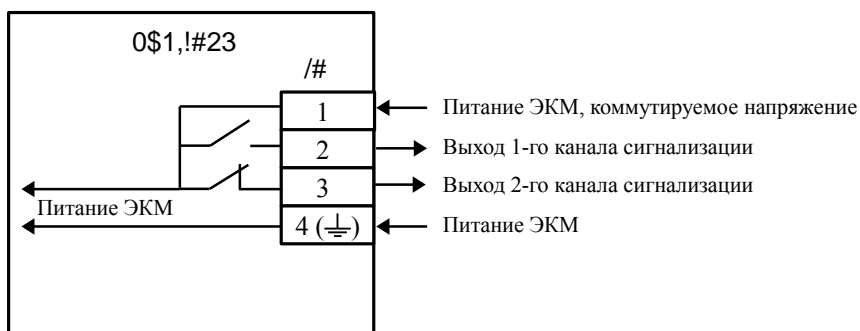 0$1,!#23
/#
1 Питание ЭКМ, коммутируемое напряжение
2 Выход 1-го канала сигнализации
3 Выход 2-го канала сигнализации
Питание ЭКМ
4 (⏚) Питание ЭКМ